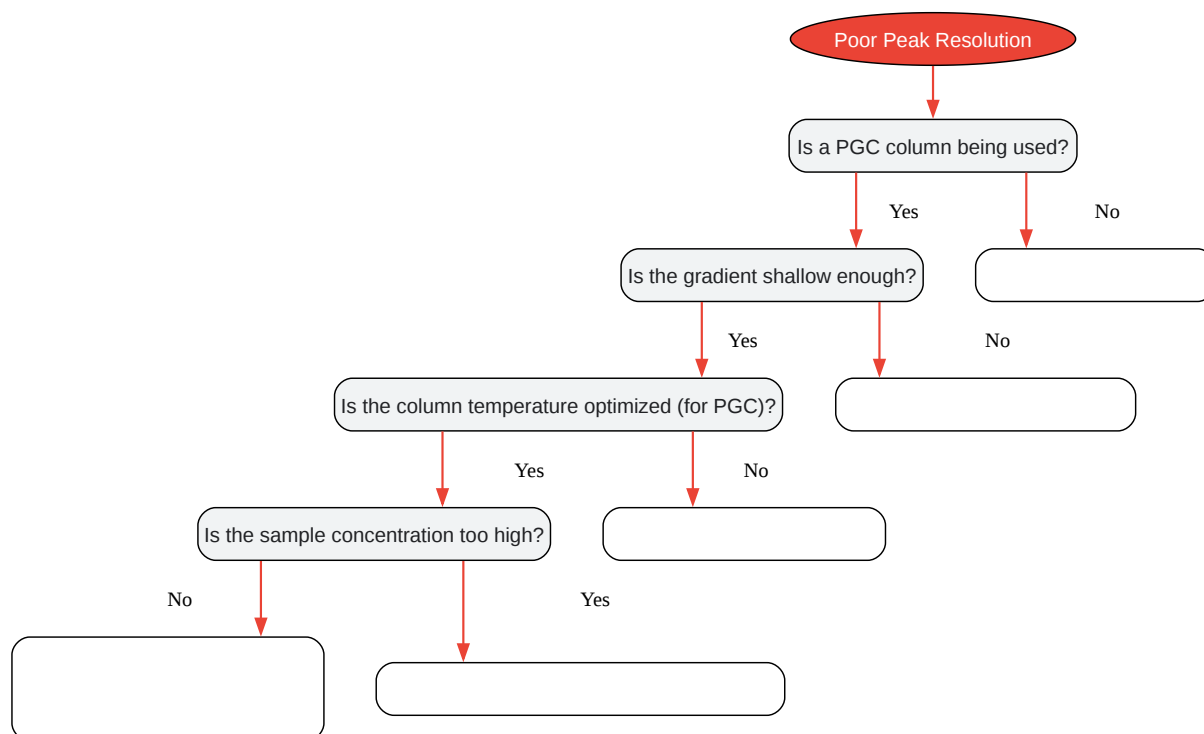 Poor Peak Resolution
Is a PGC column being used?
Yes
No
Is the gradient shallow enough?
Yes
No
Is the column temperature optimized (for PGC)?
Yes
No
Is the sample concentration too high?
No
Yes